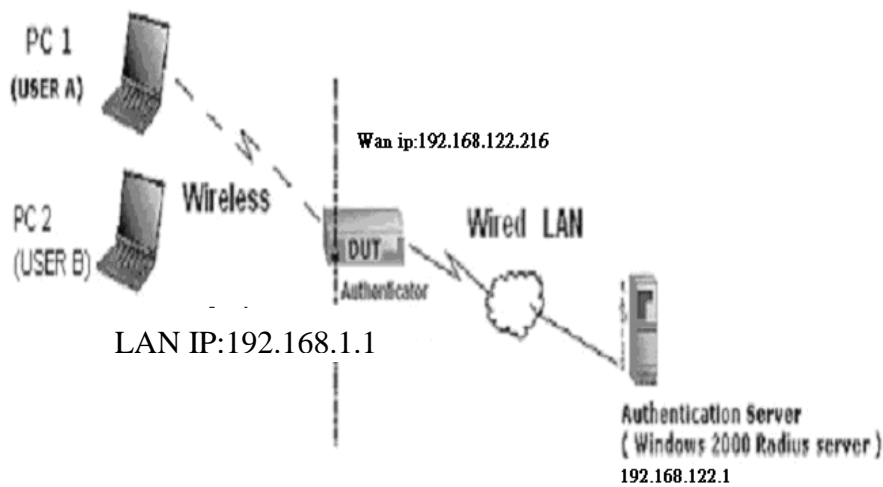 PC 1
(USER A)
Wan ip:192.168.122.216
Wireless
PC 2
(USER B)
DUT
Wired LAN
Authenticator
LAN IP:192.168.1.1
Authentication Server
( Windows 2000 Radius server )
192.168.122.1